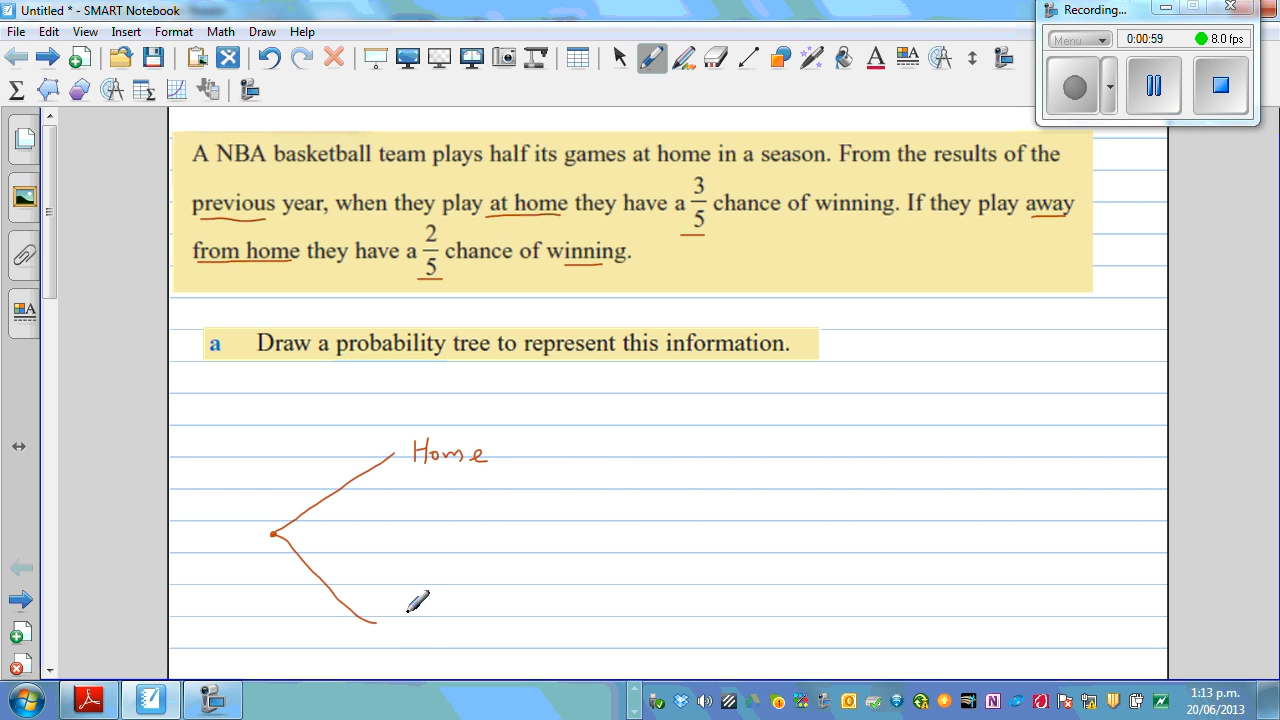 Untitled * - SMART Notebook
File Edit View Insert Format Math Draw Help
Recording...
Menu 0:00:59 8.0 fps
A NBA basketball team plays half its games at home in a season. From the results of the
previous year, when they play at home they have a 3/5 chance of winning. If they play away
from home they have a 2/5 chance of winning.
a Draw a probability tree to represent this information.
Home
1:13 p.m.
20/06/2013